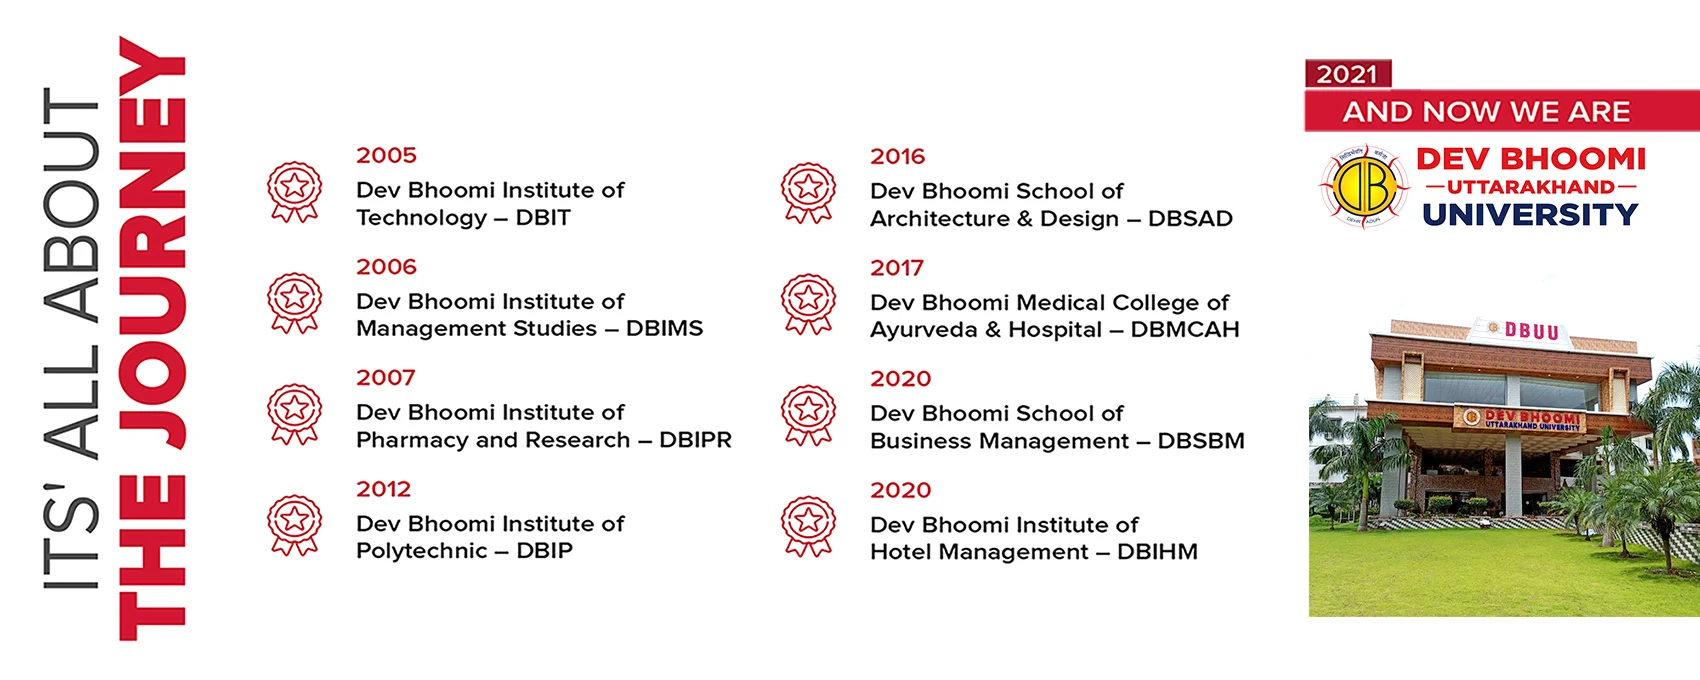 ITS' ALL ABOUT
THE JOURNEY
2005
Dev Bhoomi Institute of
Technology – DBIT
2006
Dev Bhoomi Institute of
Management Studies – DBIMS
2007
Dev Bhoomi Institute of
Pharmacy and Research – DBIPR
2012
Dev Bhoomi Institute of
Polytechnic – DBIP
2016
Dev Bhoomi School of
Architecture & Design – DBSAD
2017
Dev Bhoomi Medical College of
Ayurveda & Hospital – DBMCAH
2020
Dev Bhoomi School of
Business Management – DBSBM
2020
Dev Bhoomi Institute of
Hotel Management – DBIHM
2021
AND NOW WE ARE
DEV BHOOMI
UTTARAKHAND
UNIVERSITY
DEHRADUN
DBUU
DEV BHOOMI
UTTARAKHAND UNIVERSITY